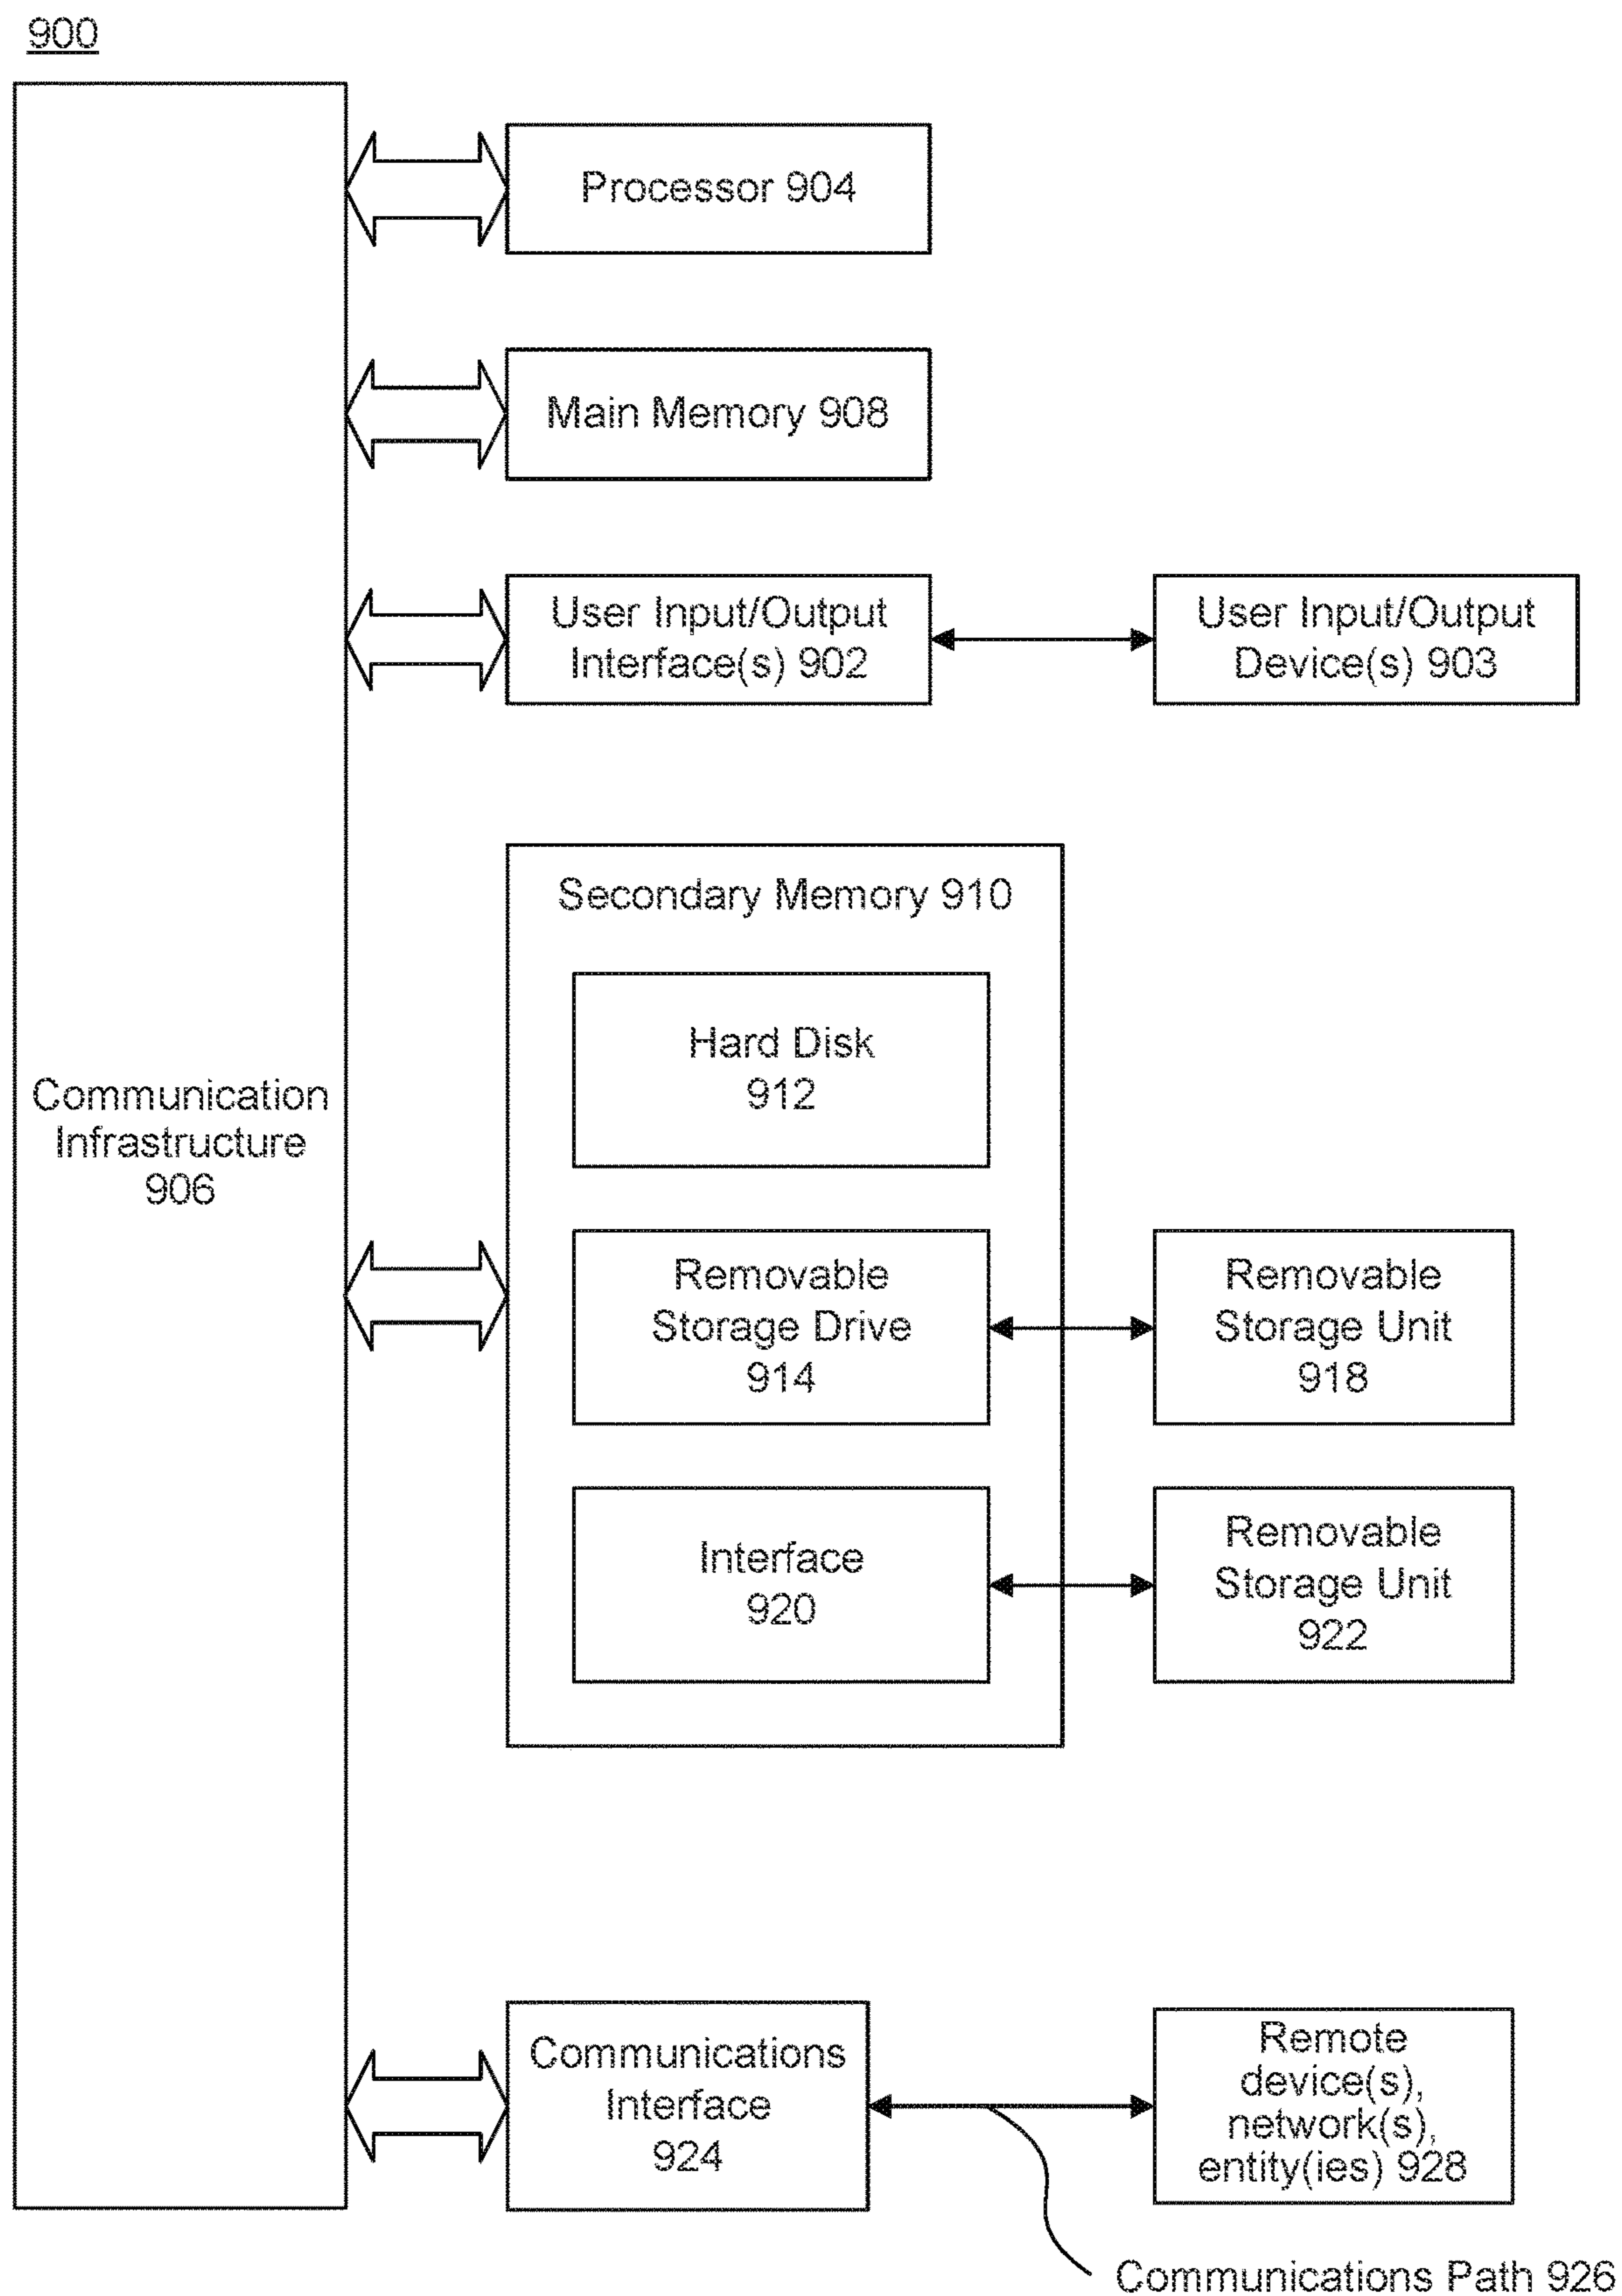 900
Processor 904
Main Memory 908
User Input/Output
Interface(s) 902
User Input/Output
Device(s) 903
Secondary Memory 910
Hard Disk
912
Communication
Infrastructure
906
Removable
Storage Drive
914
Removable
Storage Unit
918
Interface
920
Removable
Storage Unit
922
Communications
Interface
924
Remote
device(s),
network(s),
entity(ies) 928
Communications Path 926